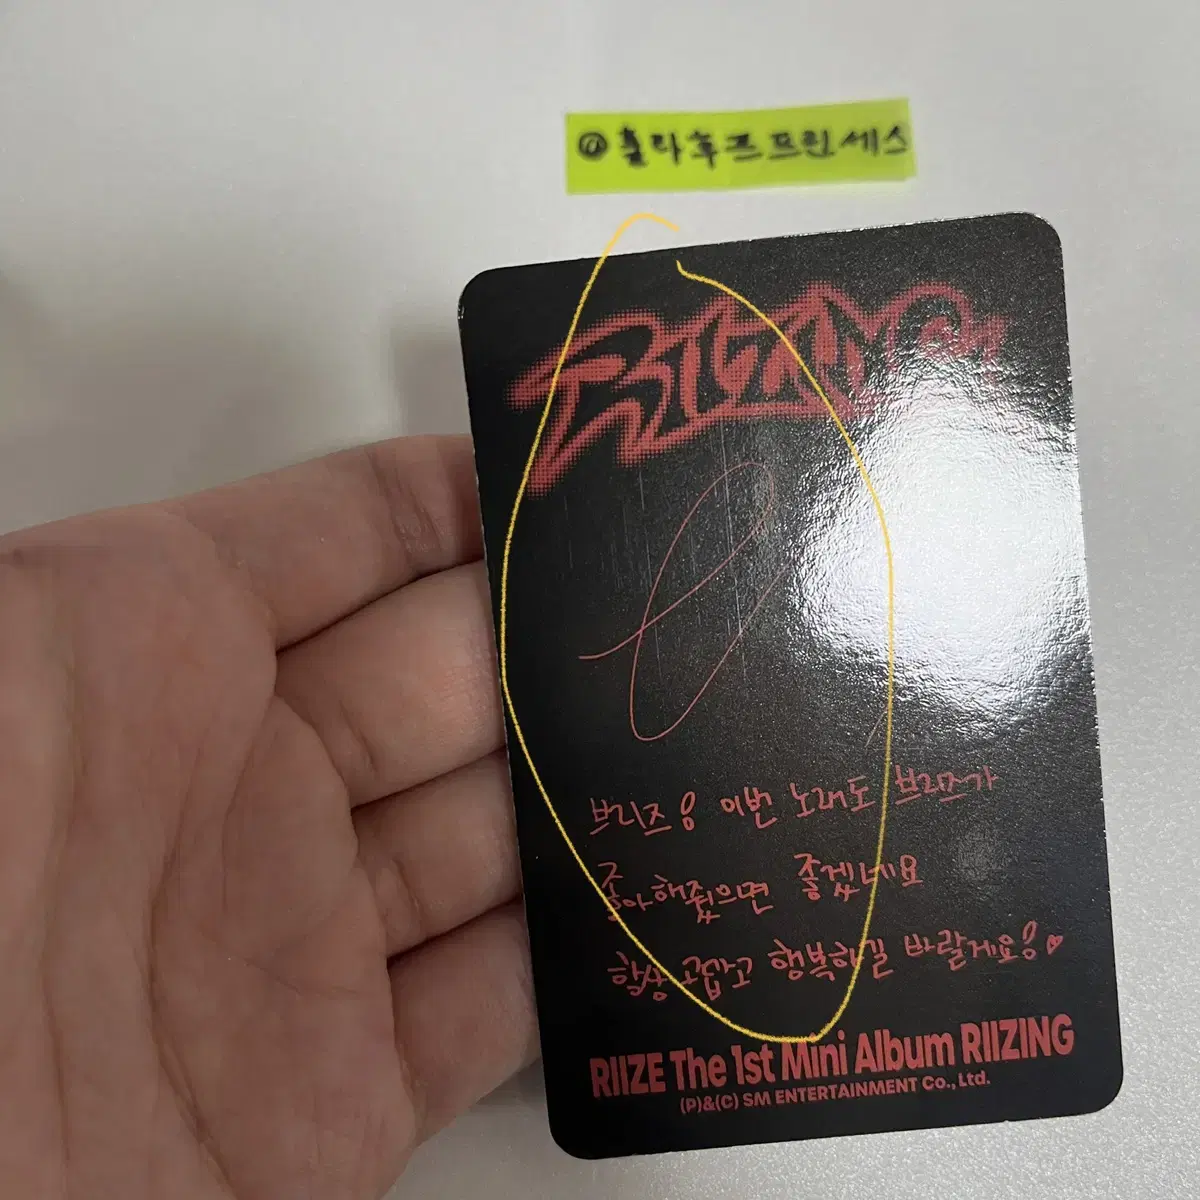 @훌라후프프린세스
브리즈! 이번 노래도 브리즈가
좋아해줬으면 좋겠네요
항상 고맙고 행복하길 바랄게요!♥
RIIZE The 1st Mini Album RIIZING
(P)&(C) SM ENTERTAINMENT Co., Ltd.